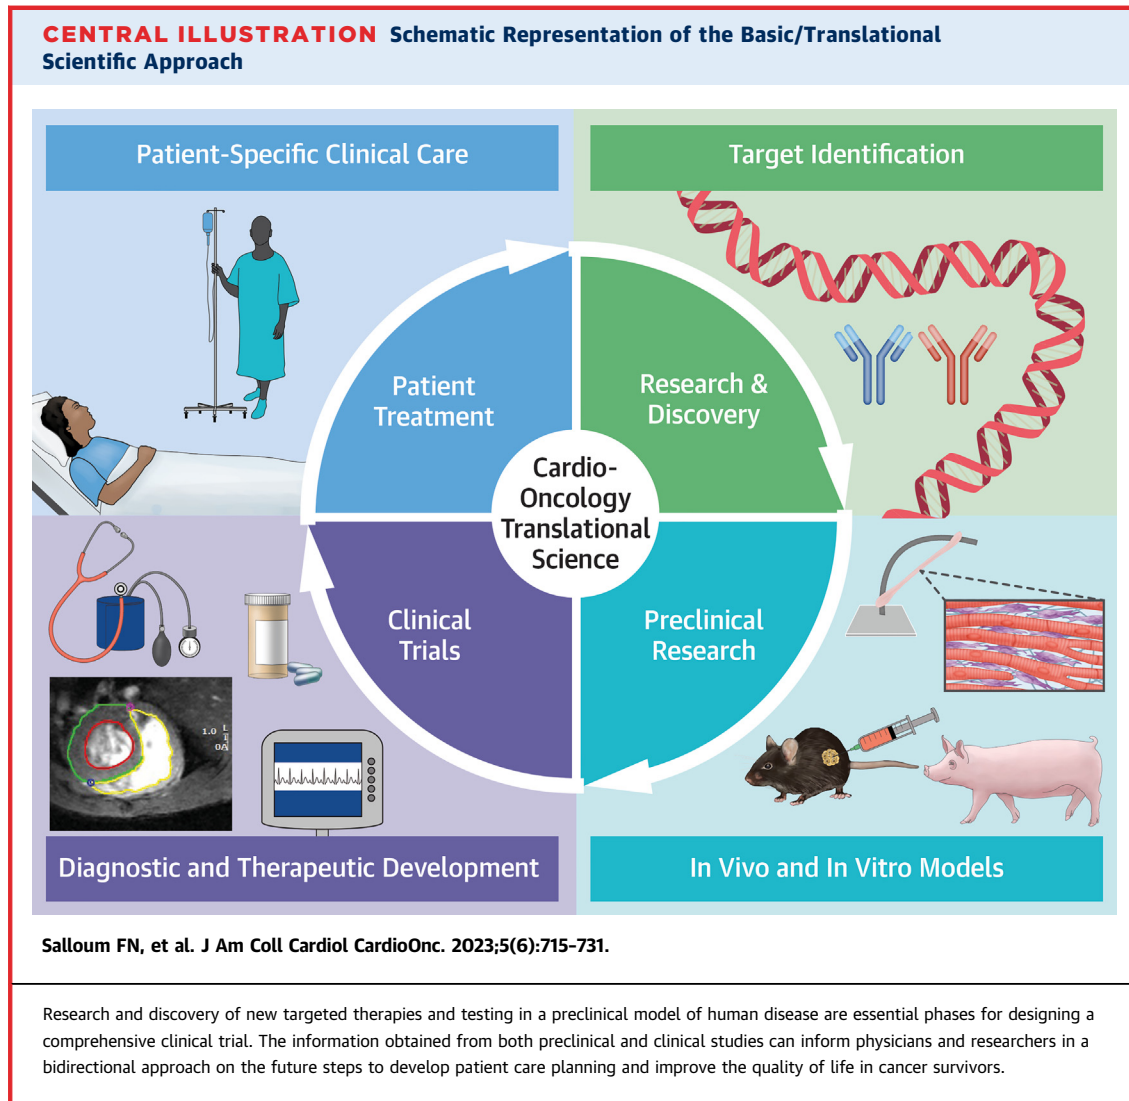 CENTRAL ILLUSTRATION Schematic Representation of the Basic/Translational
Scientific Approach
Patient-Specific Clinical Care
Target Identification
Patient
Treatment
Research &
Discovery
Cardio-
Oncology
Translational
Science
Clinical
Trials
Preclinical
Research
1.0
Diagnostic and Therapeutic Development
In Vivo and In Vitro Models
Salloum FN, et al. J Am Coll Cardiol CardioOnc. 2023;5(6):715–731.
Research and discovery of new targeted therapies and testing in a preclinical model of human disease are essential phases for designing a
comprehensive clinical trial. The information obtained from both preclinical and clinical studies can inform physicians and researchers in a
bidirectional approach on the future steps to develop patient care planning and improve the quality of life in cancer survivors.